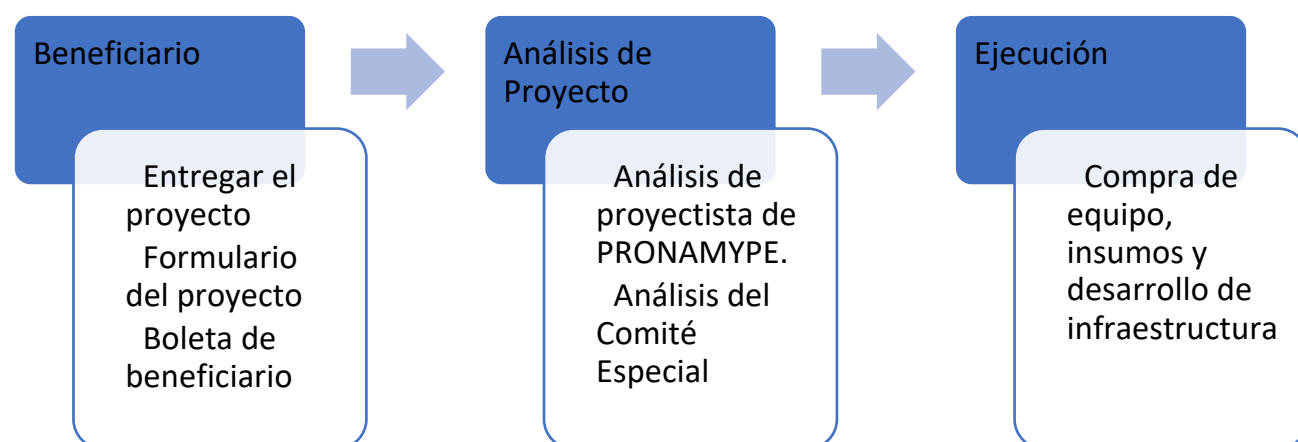 Beneficiario
Entregar el
proyecto
Formulario
del proyecto
Boleta de
beneficiario
Análisis de
Proyecto
Análisis de
proyectista de
PRONAMYPE.
Análisis del
Comité
Especial
Ejecución
Compra de
equipo,
insumos y
desarrollo de
infraestructura